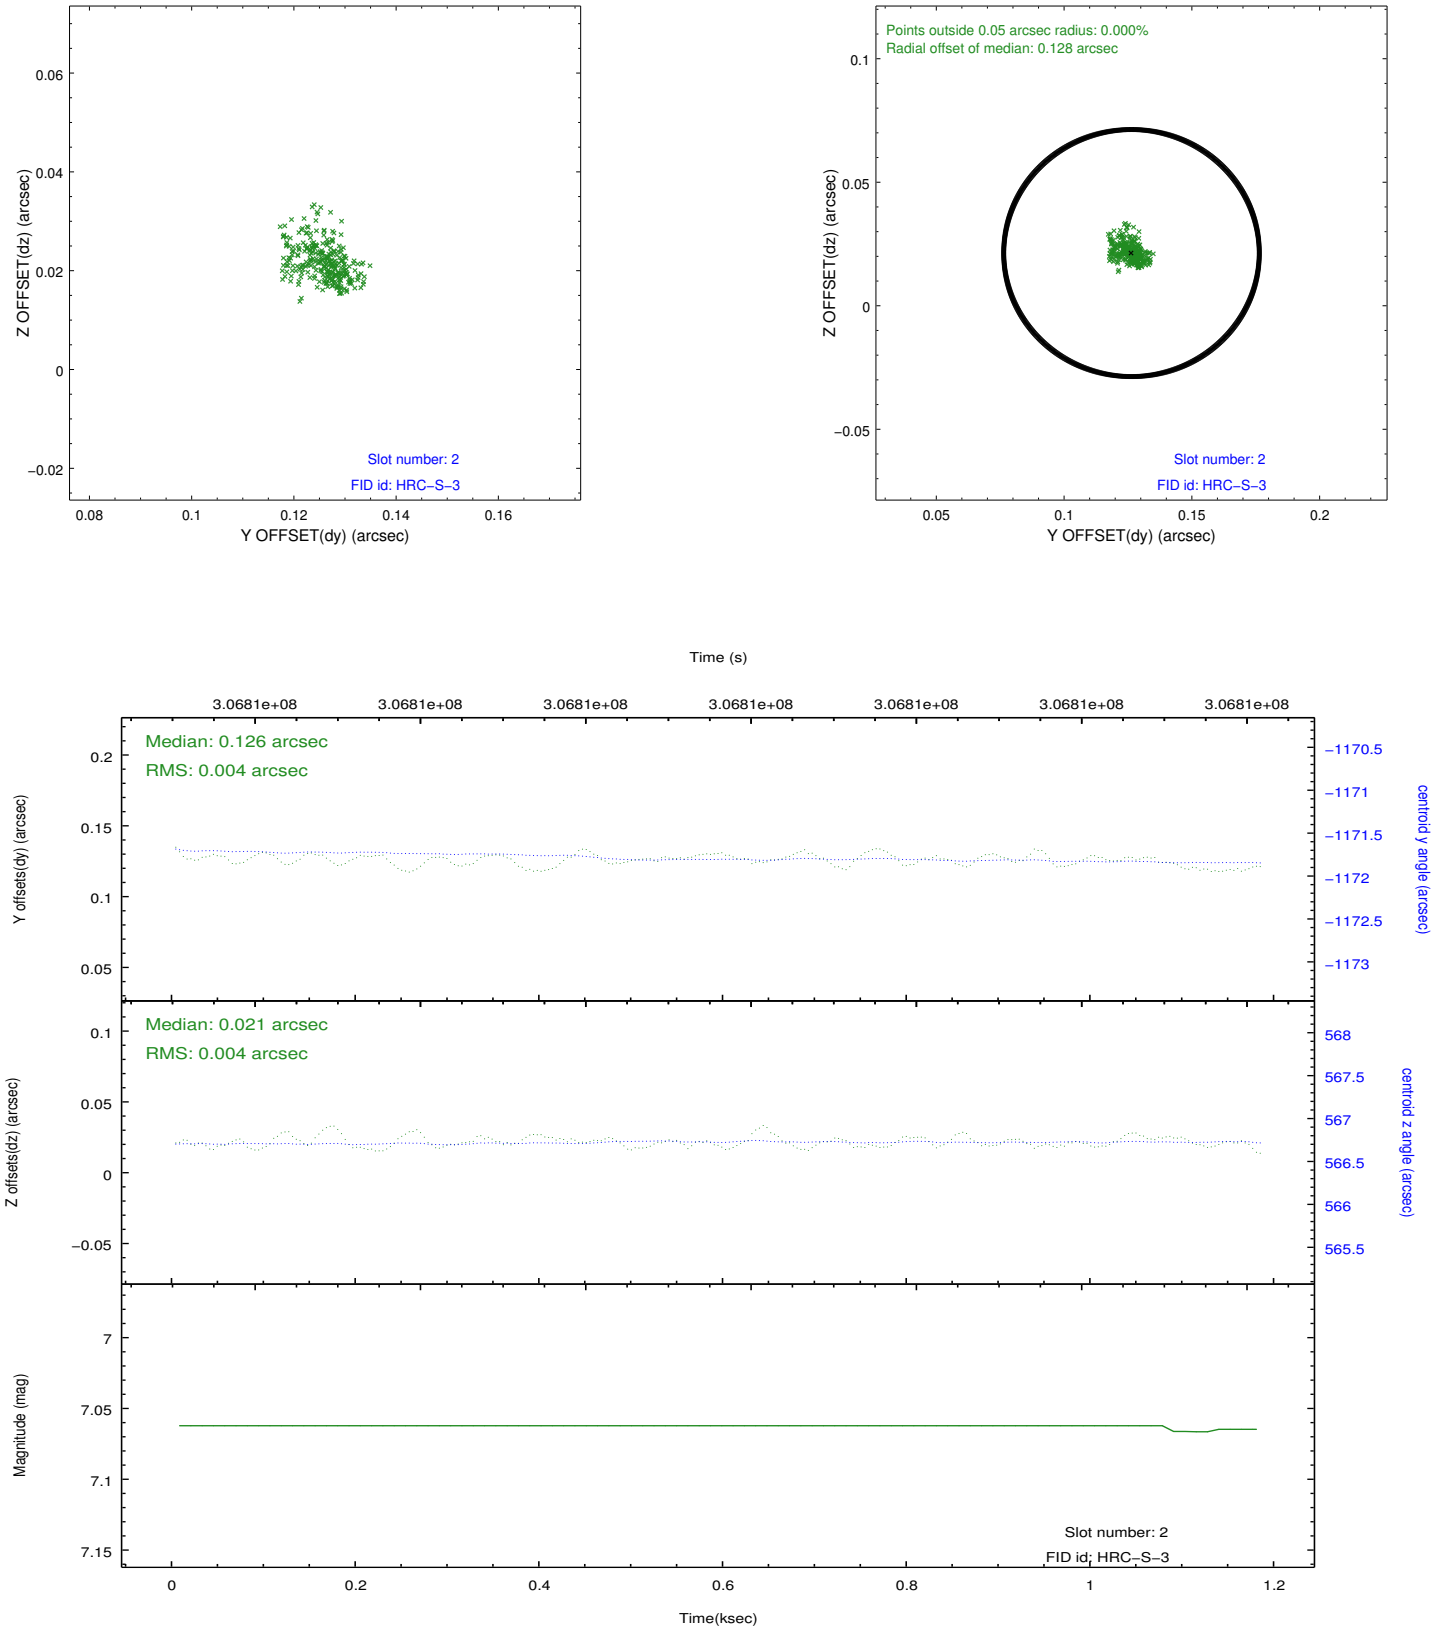 0.06
0.04
0.02
0
−0.02
Z OFFSET(dz) (arcsec)
0.08
0.1
0.12
0.14
0.16
Y OFFSET(dy) (arcsec)
Slot number: 2
FID id: HRC−S−3
Points outside 0.05 arcsec radius: 0.000%
Radial offset of median: 0.128 arcsec
0.1
0.05
0
−0.05
Z OFFSET(dz) (arcsec)
0.05
0.1
0.15
0.2
Y OFFSET(dy) (arcsec)
Slot number: 2
FID id: HRC−S−3
Time (s)
3.0681e+08
3.0681e+08
3.0681e+08
3.0681e+08
3.0681e+08
3.0681e+08
3.0681e+08
Median: 0.126 arcsec
RMS: 0.004 arcsec
0.2
0.15
0.1
0.05
Y offsets(dy) (arcsec)
−1170.5
−1171
−1171.5
−1172
−1172.5
−1173
centroid y angle (arcsec)
Median: 0.021 arcsec
RMS: 0.004 arcsec
0.1
0.05
0
−0.05
Z offsets(dz) (arcsec)
568
567.5
567
566.5
566
565.5
centroid z angle (arcsec)
7
7.05
7.1
7.15
Magnitude (mag)
Slot number: 2
FID id: HRC−S−3
0
0.2
0.4
0.6
0.8
1
1.2
Time(ksec)